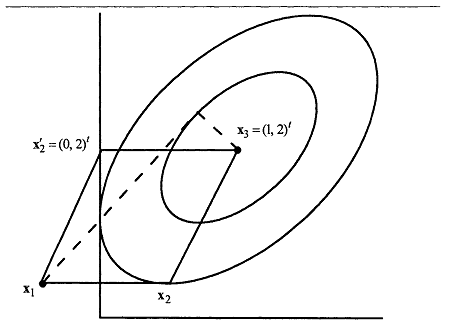 x′₂ = (0, 2)ᵗ
x₃ = (1, 2)ᵗ
x₁
x₂